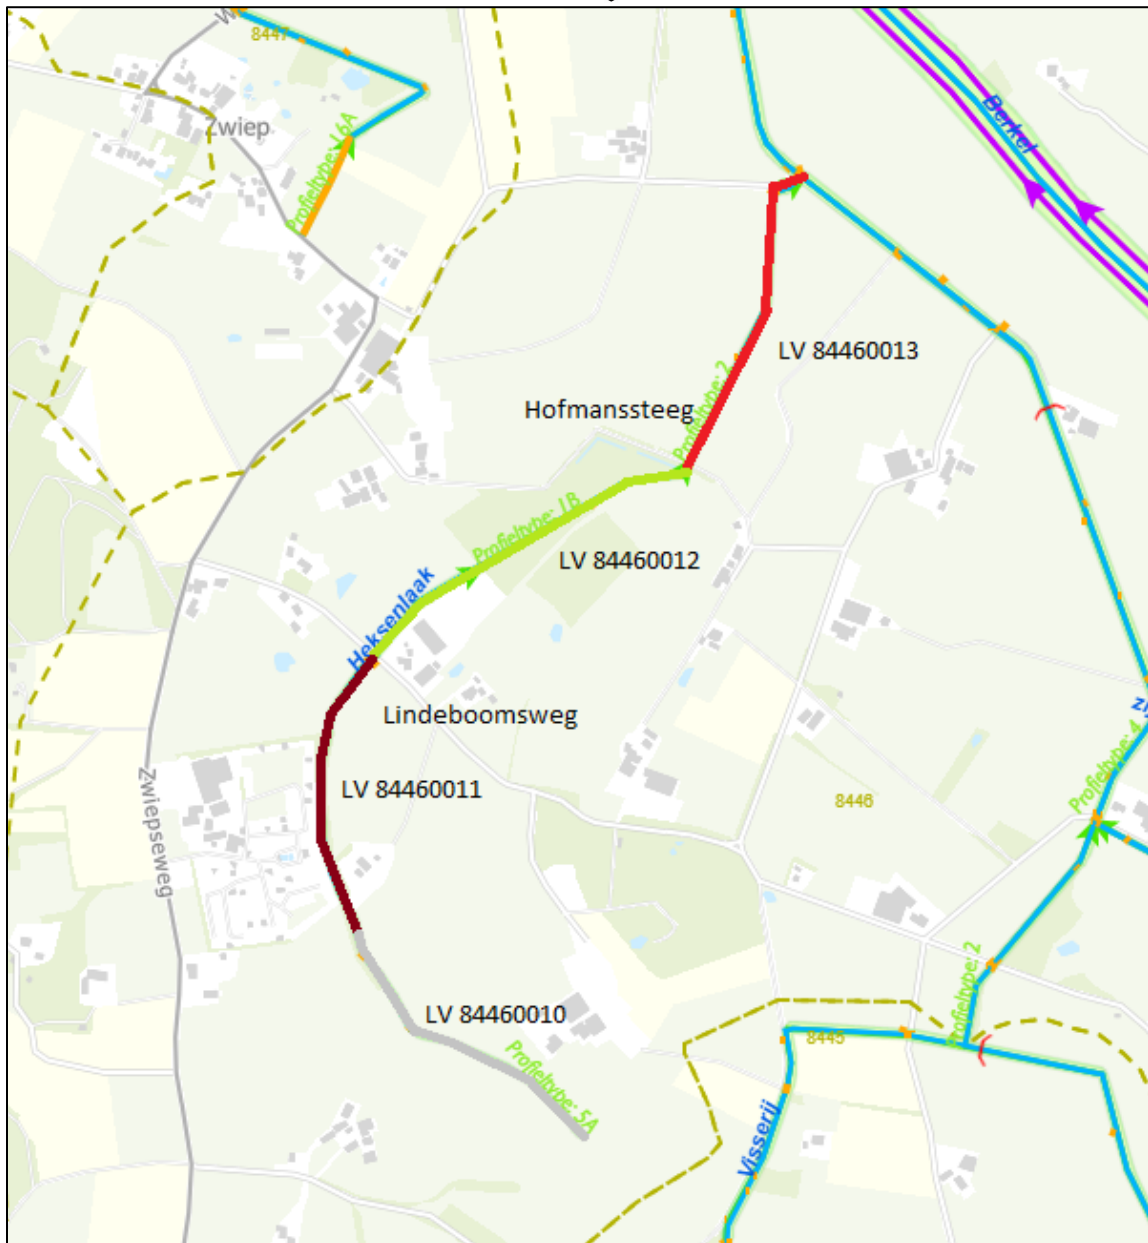 8447
Zwiep
Profieltype: 16A
Berkel
LV 84460013
Profieltype: 2
Hofmanssteeg
Profieltype: 1B
LV 84460012
Heksenlaak
Lindeboomsweg
LV 84460011
Zwiepseweg
8446
Profieltype: 4
LV 84460010
Profieltype: 5A
Profieltype: 2
8445
Visserij